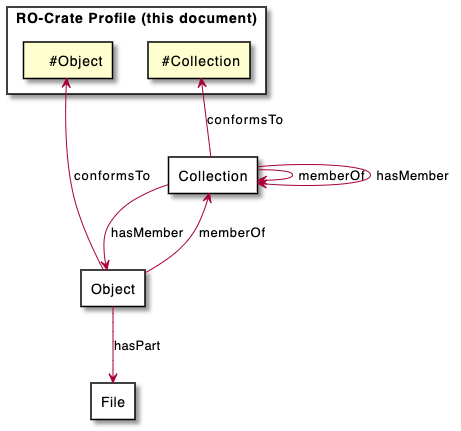 RO-Crate Profile (this document)
#Object
#Collection
conformsTo
conformsTo
Collection
memberOf
hasMember
hasMember
memberOf
Object
hasPart
File